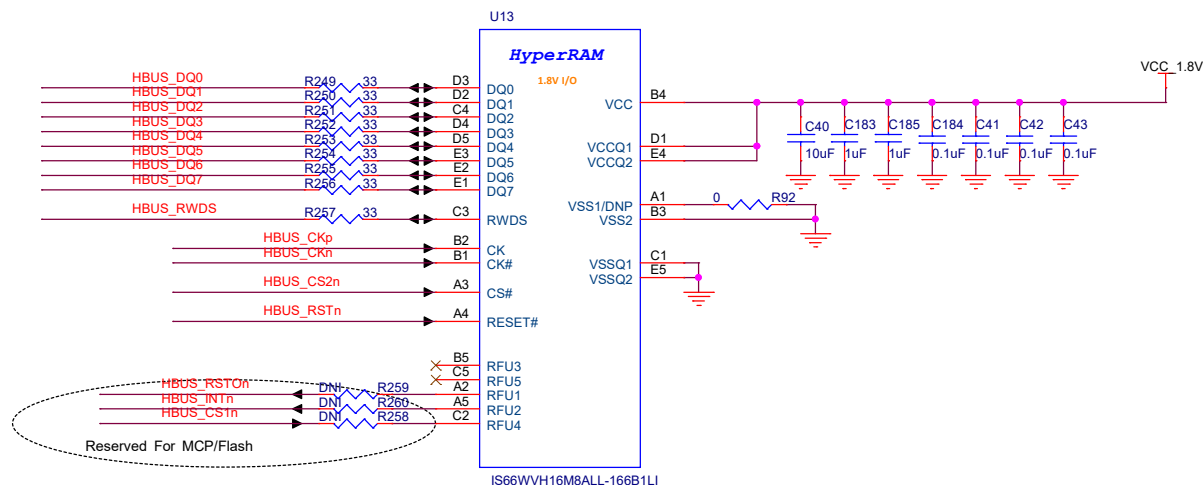 U13
HyperRAM
1.8V I/O
HBUS_DQ0 R249 33 D3 DQ0
HBUS_DQ1 R250 33 D2 DQ1
HBUS_DQ2 R251 33 C4 DQ2
HBUS_DQ3 R252 33 D4 DQ3
HBUS_DQ4 R253 33 D5 DQ4
HBUS_DQ5 R254 33 E3 DQ5
HBUS_DQ6 R255 33 E2 DQ6
HBUS_DQ7 R256 33 E1 DQ7
HBUS_RWDS R257 33 C3 RWDS
HBUS_CKp B2 CK
HBUS_CKn B1 CK#
HBUS_CS2n A3 CS#
HBUS_RSTn A4 RESET#
B5 RFU3
C5 RFU5
HBUS_RSTOn DNI R259 A2 RFU1
HBUS_INTn DNI R260 A5 RFU2
HBUS_CS1n DNI R258 C2 RFU4
Reserved For MCP/Flash
VCC B4
VCCQ1 D1
VCCQ2 E4
VSS1/DNP A1 0 R92
VSS2 B3
VSSQ1 C1
VSSQ2 E5
VCC_1.8V
C40 C183 C185 C184 C41 C42 C43
10uF 1uF 1uF 0.1uF 0.1uF 0.1uF 0.1uF
IS66WVH16M8ALL-166B1LI